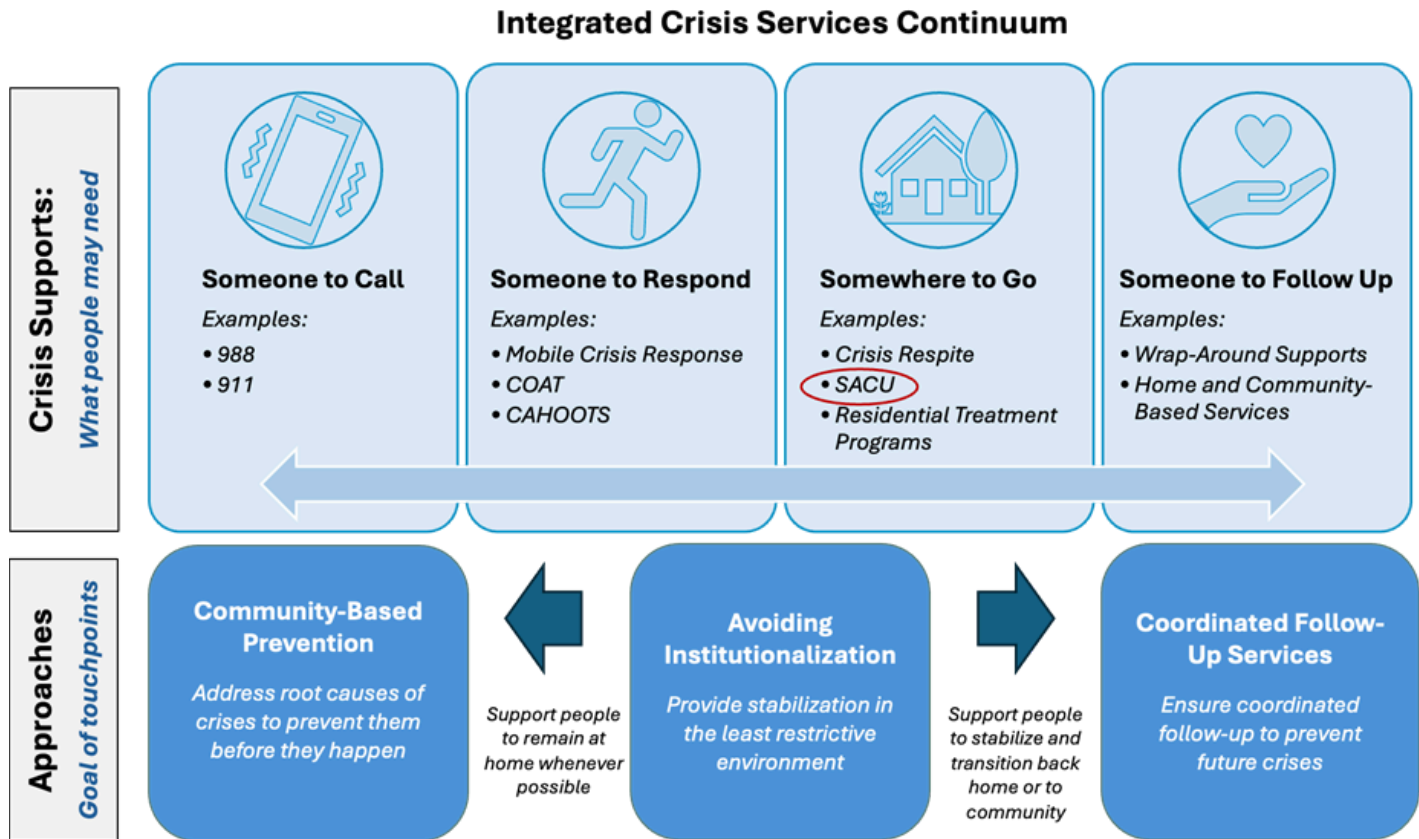 Integrated Crisis Services Continuum
Crisis Supports:
What people may need
Someone to Call
Examples:
• 988
• 911
Someone to Respond
Examples:
• Mobile Crisis Response
• COAT
• CAHOOTS
Somewhere to Go
Examples:
• Crisis Respite
• SACU
• Residential Treatment
Programs
Someone to Follow Up
Examples:
• Wrap-Around Supports
• Home and Community-
Based Services
Approaches
Goal of touchpoints
Community-Based
Prevention
Address root causes of
crises to prevent them
before they happen
Support people
to remain at
home whenever
possible
Avoiding
Institutionalization
Provide stabilization in
the least restrictive
environment
Support people
to stabilize and
transition back
home or to
community
Coordinated Follow-
Up Services
Ensure coordinated
follow-up to prevent
future crises